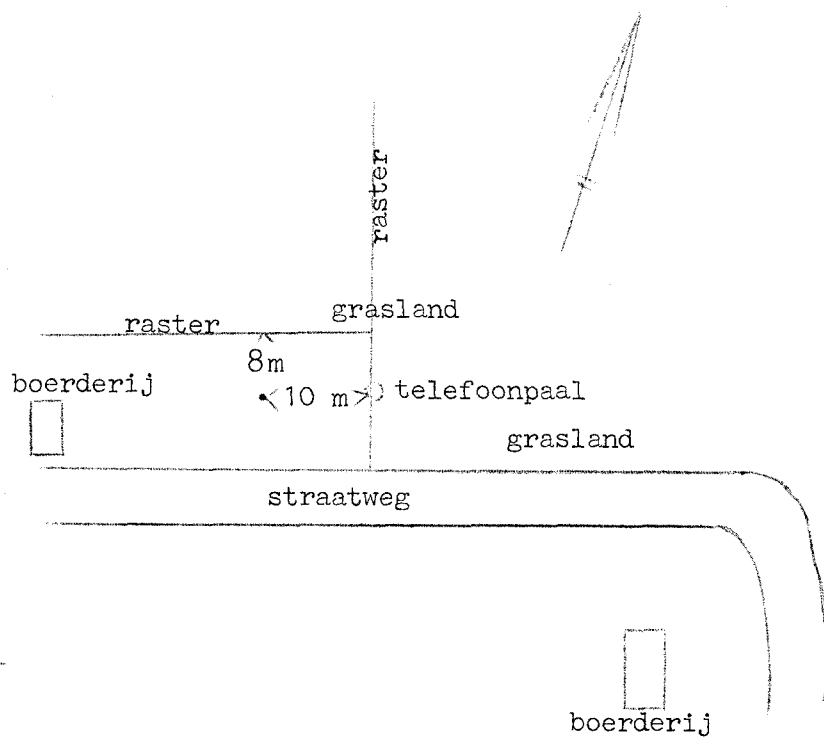 raster
grasland
raster
8m
boerderij
10 m
telefoonpaal
grasland
straatweg
boerderij